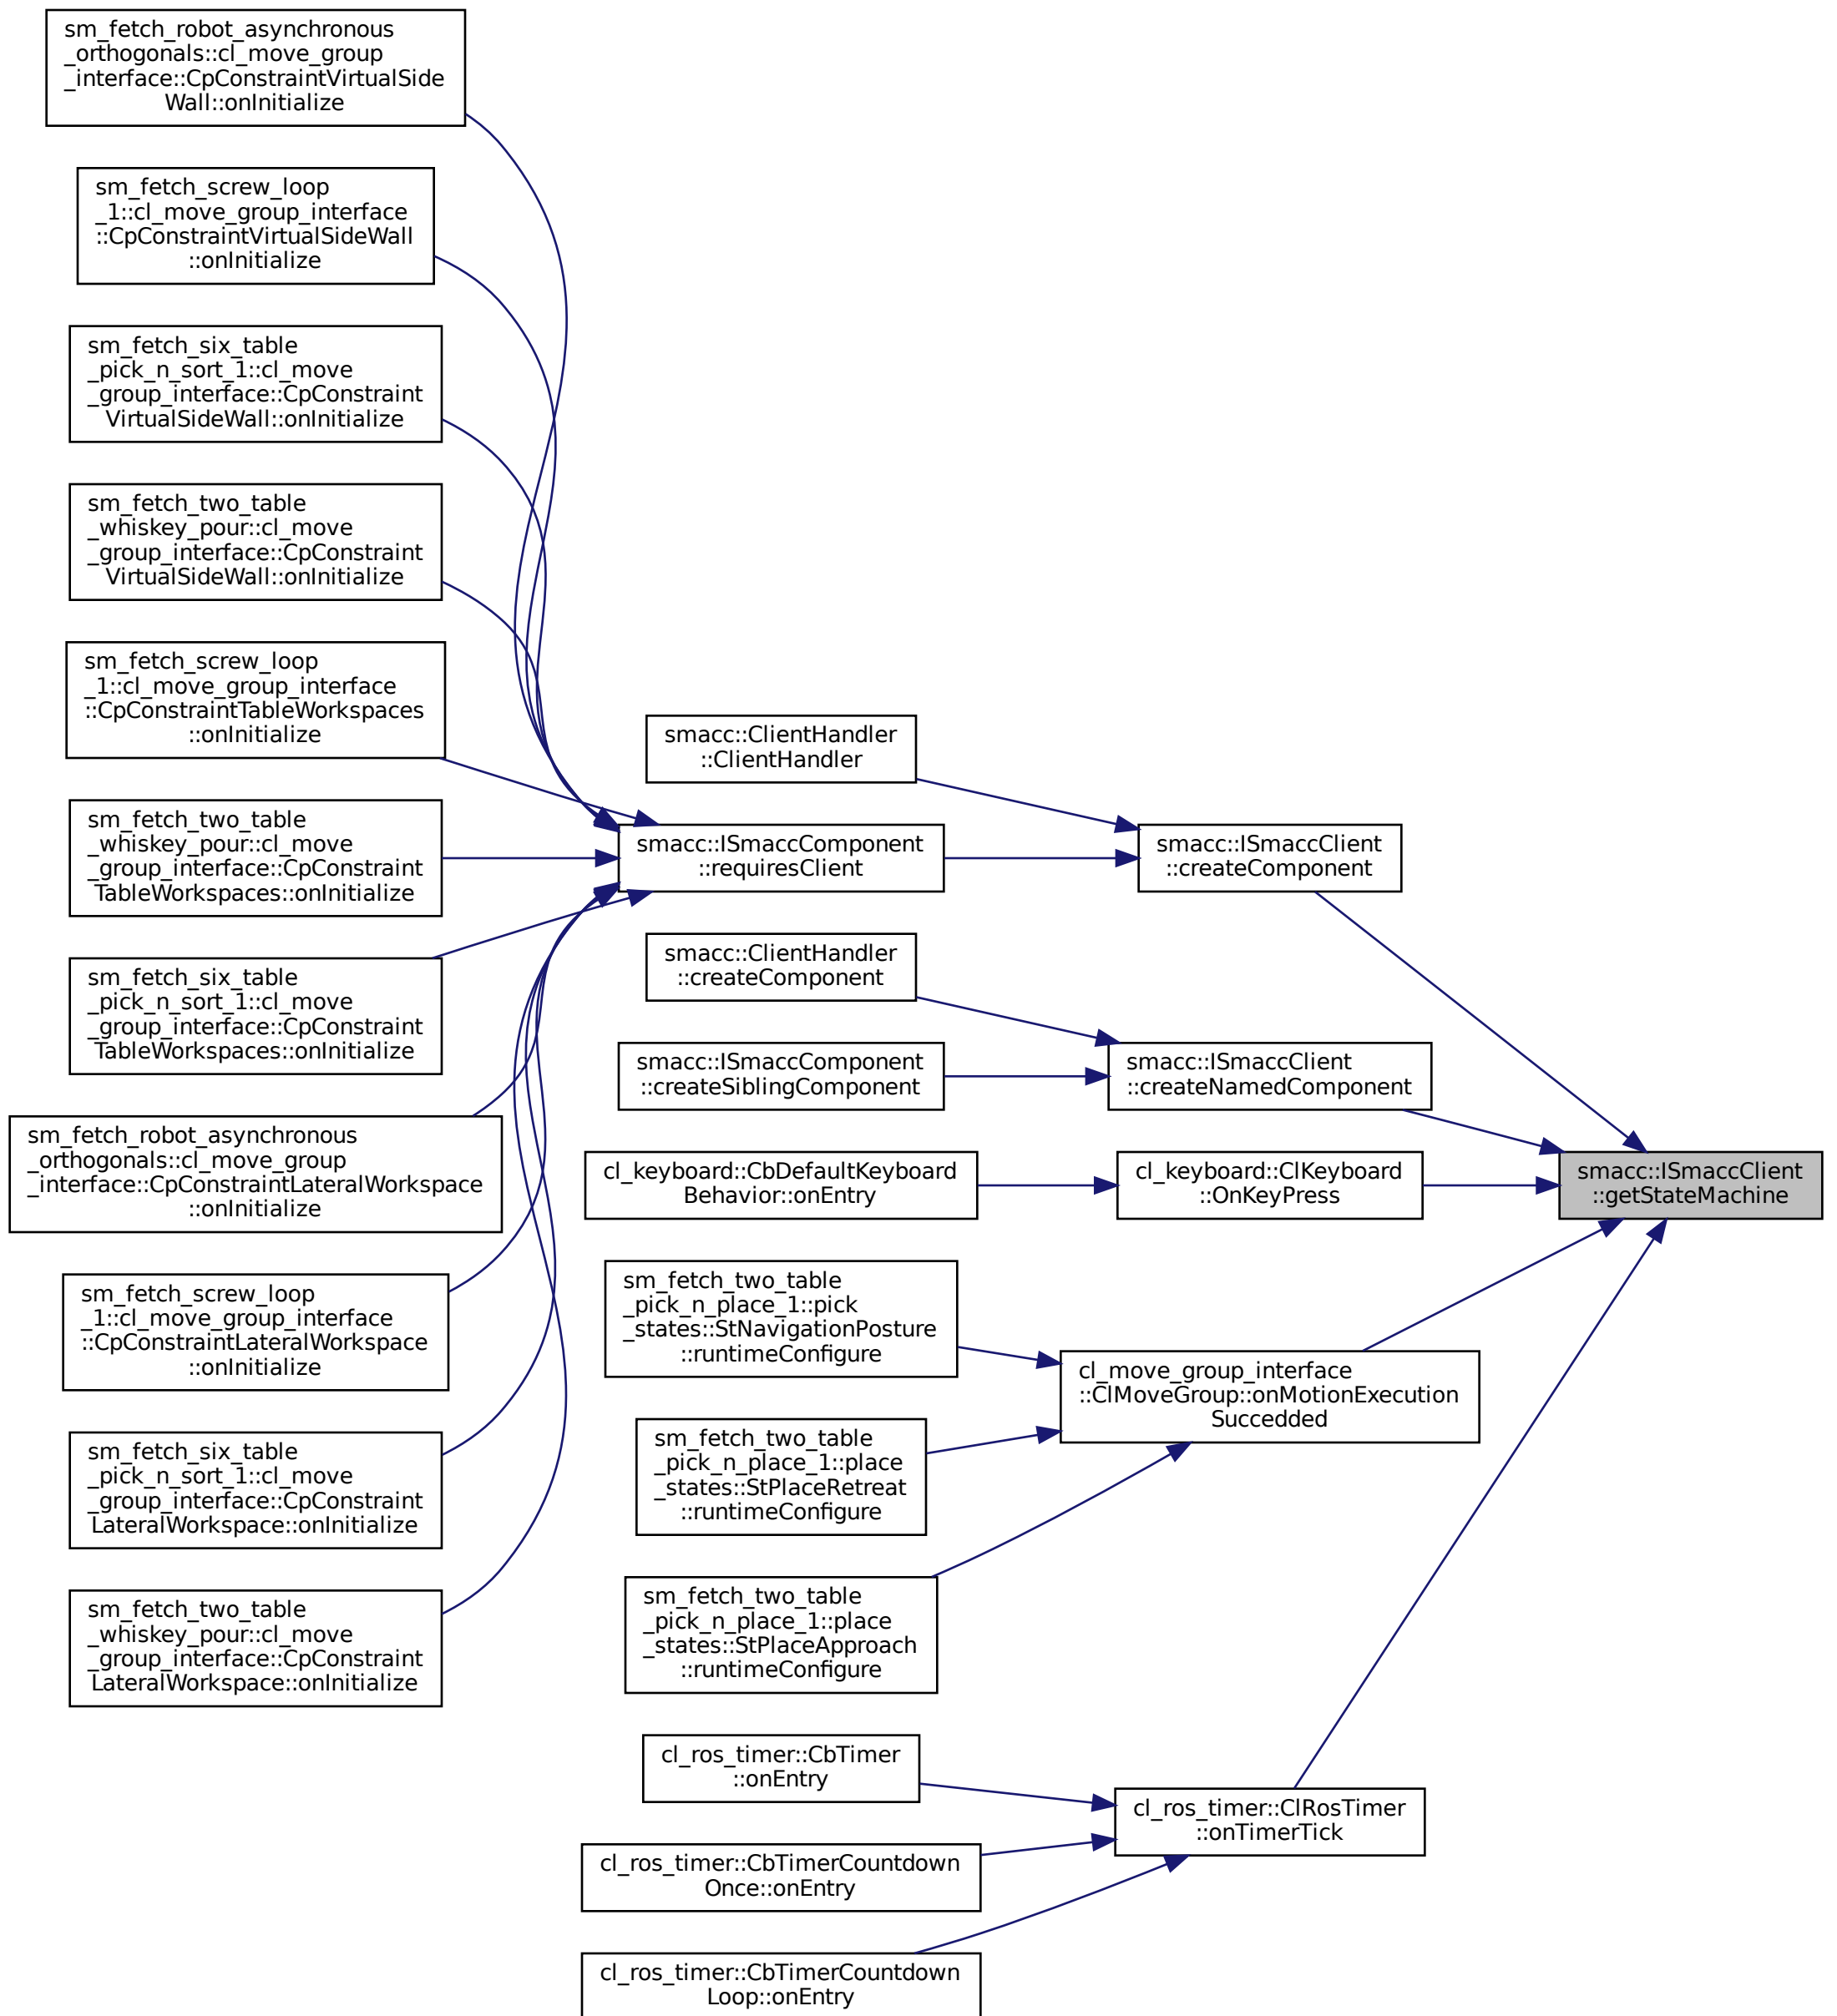 sm_fetch_robot_asynchronous
_orthogonals::cl_move_group
_interface::CpConstraintVirtualSide
Wall::onInitialize
sm_fetch_screw_loop
_1::cl_move_group_interface
::CpConstraintVirtualSideWall
::onInitialize
sm_fetch_six_table
_pick_n_sort_1::cl_move
_group_interface::CpConstraint
VirtualSideWall::onInitialize
sm_fetch_two_table
_whiskey_pour::cl_move
_group_interface::CpConstraint
VirtualSideWall::onInitialize
sm_fetch_screw_loop
_1::cl_move_group_interface
::CpConstraintTableWorkspaces
::onInitialize
sm_fetch_two_table
_whiskey_pour::cl_move
_group_interface::CpConstraint
TableWorkspaces::onInitialize
sm_fetch_six_table
_pick_n_sort_1::cl_move
_group_interface::CpConstraint
TableWorkspaces::onInitialize
sm_fetch_robot_asynchronous
_orthogonals::cl_move_group
_interface::CpConstraintLateralWorkspace
::onInitialize
sm_fetch_screw_loop
_1::cl_move_group_interface
::CpConstraintLateralWorkspace
::onInitialize
sm_fetch_six_table
_pick_n_sort_1::cl_move
_group_interface::CpConstraint
LateralWorkspace::onInitialize
sm_fetch_two_table
_whiskey_pour::cl_move
_group_interface::CpConstraint
LateralWorkspace::onInitialize
smacc::ClientHandler
::ClientHandler
smacc::ISmaccComponent
::requiresClient
smacc::ClientHandler
::createComponent
smacc::ISmaccComponent
::createSiblingComponent
cl_keyboard::CbDefaultKeyboard
Behavior::onEntry
sm_fetch_two_table
_pick_n_place_1::pick
_states::StNavigationPosture
::runtimeConfigure
sm_fetch_two_table
_pick_n_place_1::place
_states::StPlaceRetreat
::runtimeConfigure
sm_fetch_two_table
_pick_n_place_1::place
_states::StPlaceApproach
::runtimeConfigure
cl_ros_timer::CbTimer
::onEntry
cl_ros_timer::CbTimerCountdown
Once::onEntry
cl_ros_timer::CbTimerCountdown
Loop::onEntry
smacc::ISmaccClient
::createComponent
smacc::ISmaccClient
::createNamedComponent
cl_keyboard::ClKeyboard
::OnKeyPress
cl_move_group_interface
::ClMoveGroup::onMotionExecution
Succedded
cl_ros_timer::ClRosTimer
::onTimerTick
smacc::ISmaccClient
::getStateMachine